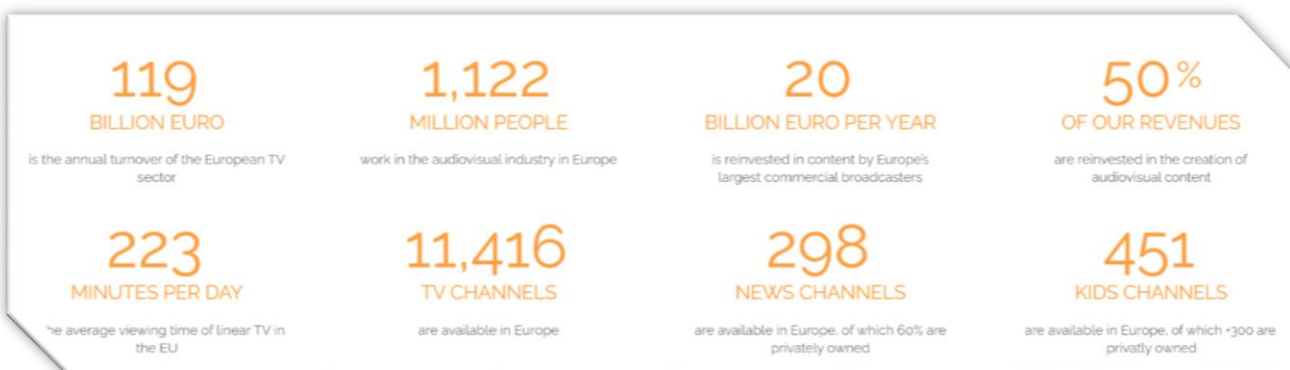 119
BILLION EURO
is the annual turnover of the European TV
sector
1,122
MILLION PEOPLE
work in the audiovisual industry in Europe
20
BILLION EURO PER YEAR
is reinvested in content by Europe's
largest commercial broadcasters
50%
OF OUR REVENUES
are reinvested in the creation of
audiovisual content
223
MINUTES PER DAY
he average viewing time of linear TV in
the EU
11,416
TV CHANNELS
are available in Europe
298
NEWS CHANNELS
are available in Europe, of which 60% are
privately owned
451
KIDS CHANNELS
are available in Europe, of which +300 are
privatly owned